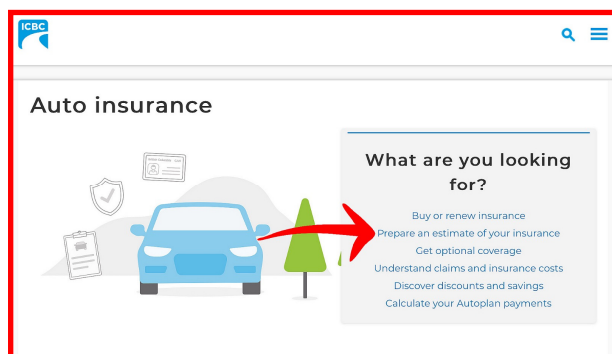 ICBC
Auto insurance
What are you looking
for?
Buy or renew insurance
Prepare an estimate of your insurance
Get optional coverage
Understand claims and insurance costs
Discover discounts and savings
Calculate your Autoplan payments